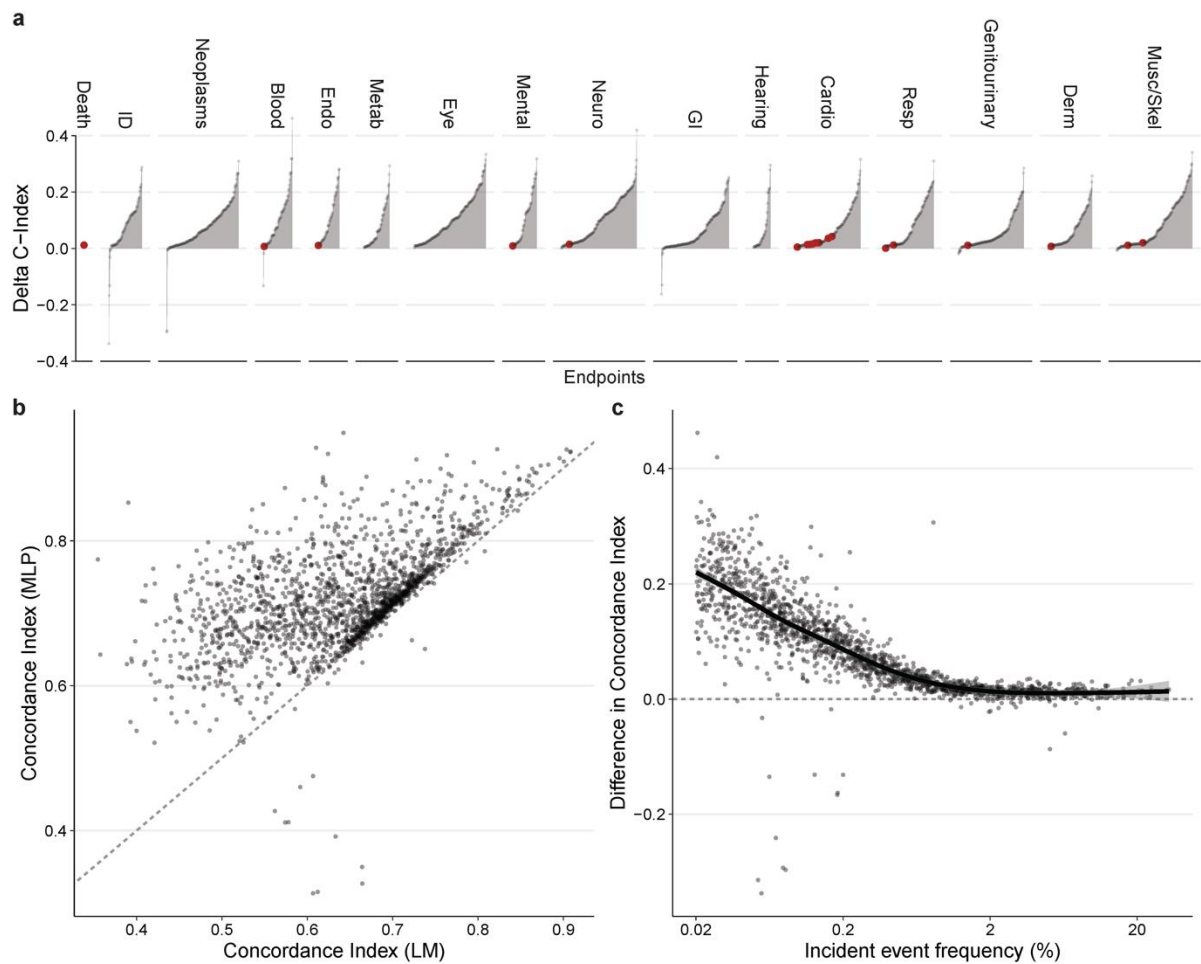 a
Death
ID
Neoplasms
Blood
Endo
Metab
Eye
Mental
Neuro
GI
Hearing
Cardio
Resp
Genitourinary
Derm
Musc/Skel
Delta C−Index
0.4
0.2
0.0
−0.2
−0.4
Endpoints
b
Concordance Index (MLP)
0.8
0.6
0.4
0.4 0.5 0.6 0.7 0.8 0.9
Concordance Index (LM)
c
Difference in Concordance Index
0.4
0.2
0.0
−0.2
0.02 0.2 2 20
Incident event frequency (%)